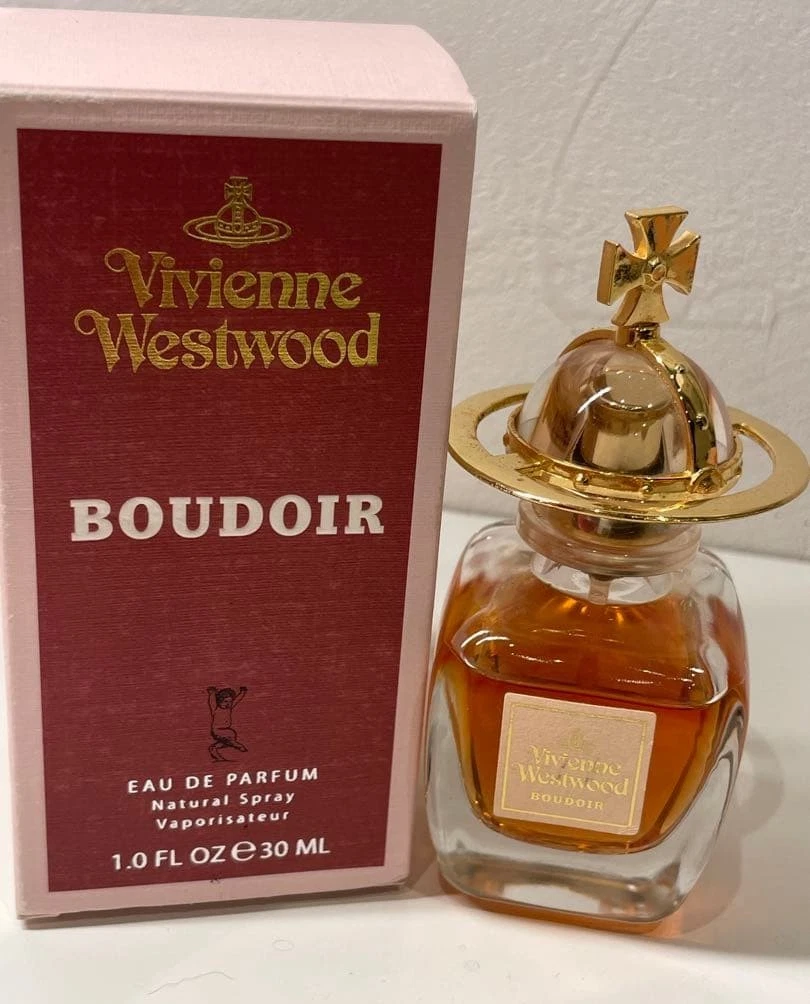 Vivienne
Westwood
BOUDOIR
EAU DE PARFUM
Natural Spray
Vaporisateur
1.0 FL OZ e 30 ML
Vivienne
Westwood
BOUDOIR